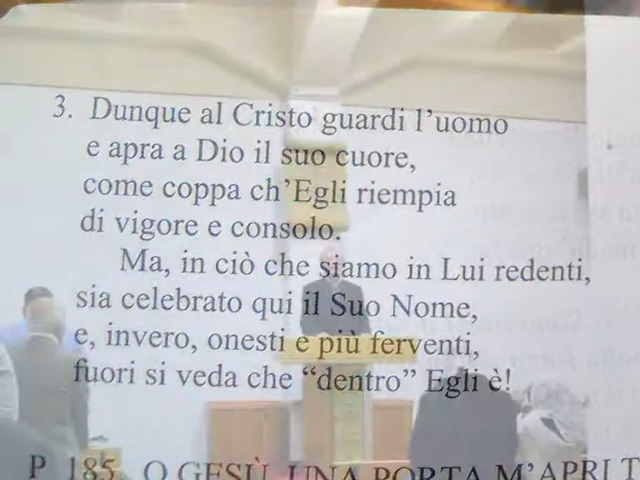 3. Dunque al Cristo guardi l’uomo
e apra a Dio il suo cuore,
come coppa ch’Egli riempia
di vigore e consolo.
Ma, in ciò che siamo in Lui redenti,
sia celebrato qui il Suo Nome,
e, invero, onesti e più ferventi,
fuori si veda che “dentro” Egli è!
P 185 O GESÙ, UNA PORTA M’APRI